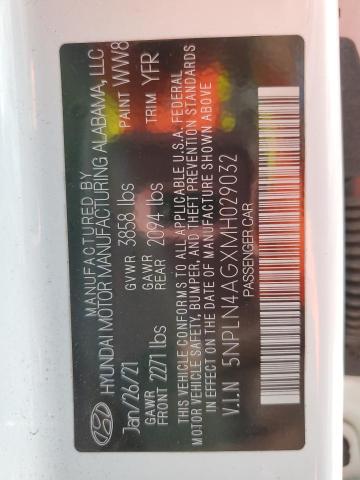 MANUFACTURED BY
HYUNDAI MOTOR MANUFACTURING ALABAMA, LLC
Jan/26/21 GVWR 3858 lbs PAINT WW8
GAWR FRONT 2271 lbs GAWR REAR 2094 lbs TRIM YFR
THIS VEHICLE CONFORMS TO ALL APPLICABLE U.S.A. FEDERAL
MOTOR VEHICLE SAFETY, BUMPER, AND THEFT PREVENTION STANDARDS
IN EFFECT ON THE DATE OF MANUFACTURE SHOWN ABOVE
V.I.N 5NPLN4AGXMH029032
PASSENGER CAR